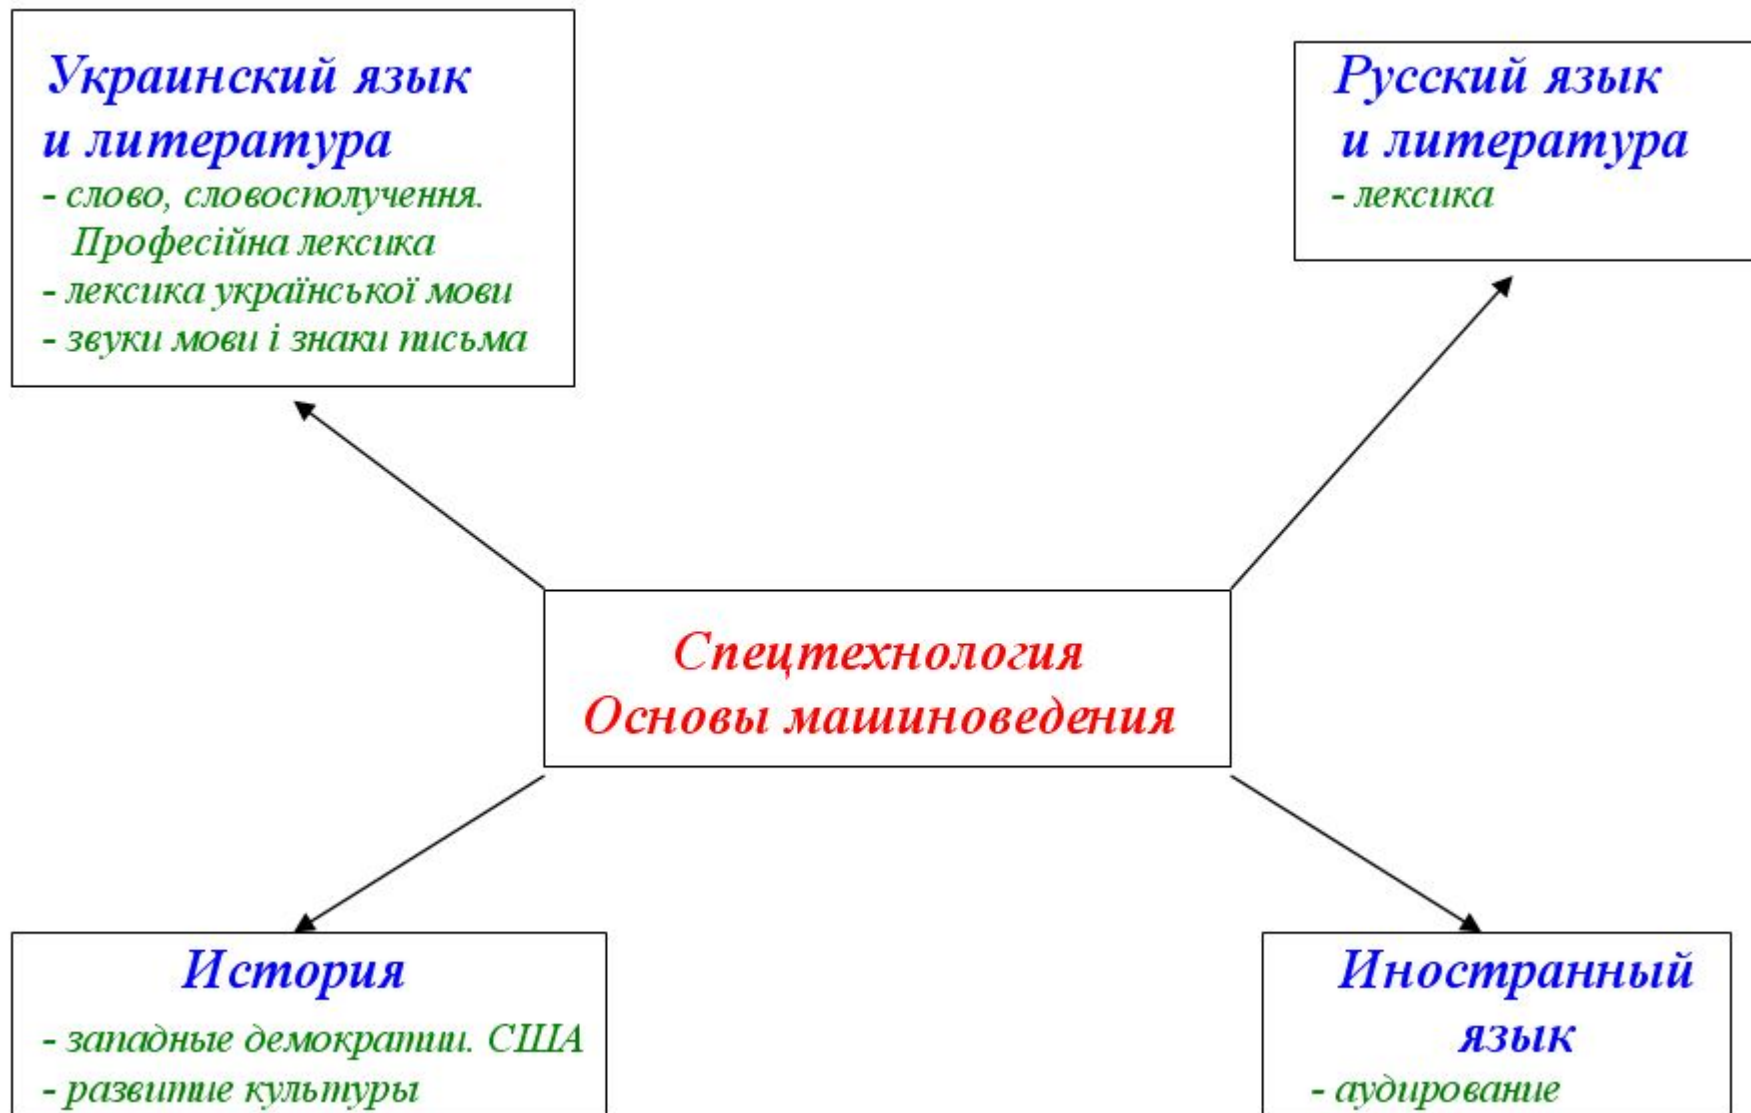 Украинский язык
и литература
- слово, словосполучення.
Професійна лексика
- лексика української мови
- звуки мови і знаки письма
Русский язык
и литература
- лексика
Спецтехнология
Основы машиноведения
История
- западные демократии. США
- развитие культуры
Иностранный
язык
- аудирование